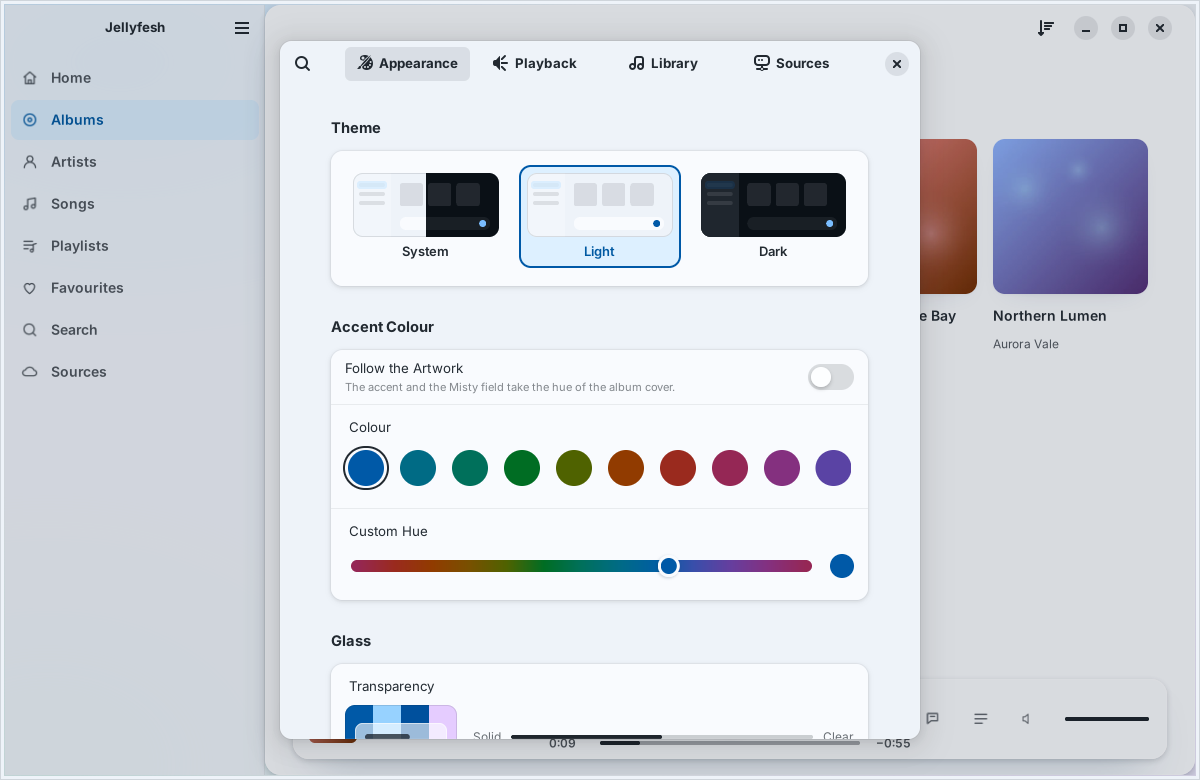 Jellyfesh
Home
Albums
Artists
Songs
Playlists
Favourites
Search
Sources
Appearance
Playback
Library
Sources
Theme
System
Light
Dark
Accent Colour
Follow the Artwork
The accent and the Misty field take the hue of the album cover.
Colour
Custom Hue
Glass
Transparency
Solid
Clear
e Bay
Northern Lumen
Aurora Vale
0:09
−0:55